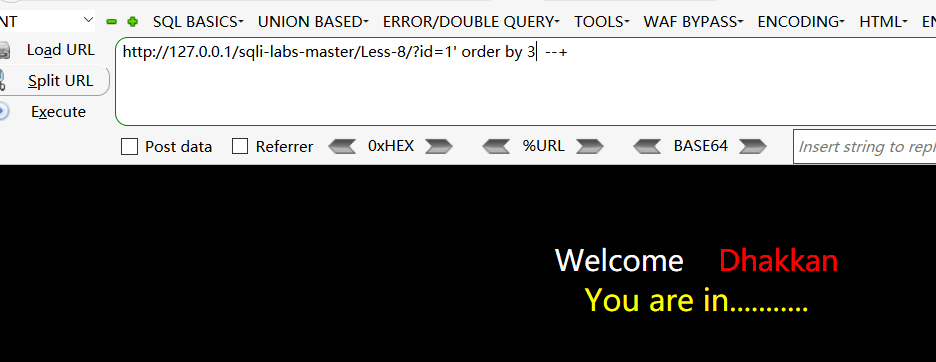 NT SQL BASICS UNION BASED ERROR/DOUBLE QUERY TOOLS WAF BYPASS ENCODING HTML EN
Load URL http://127.0.0.1/sqli-labs-master/Less-8/?id=1' order by 3 --+
Split URL
Execute
Post data Referrer 0xHEX %URL BASE64 Insert string to repl
Welcome Dhakkan
You are in...........